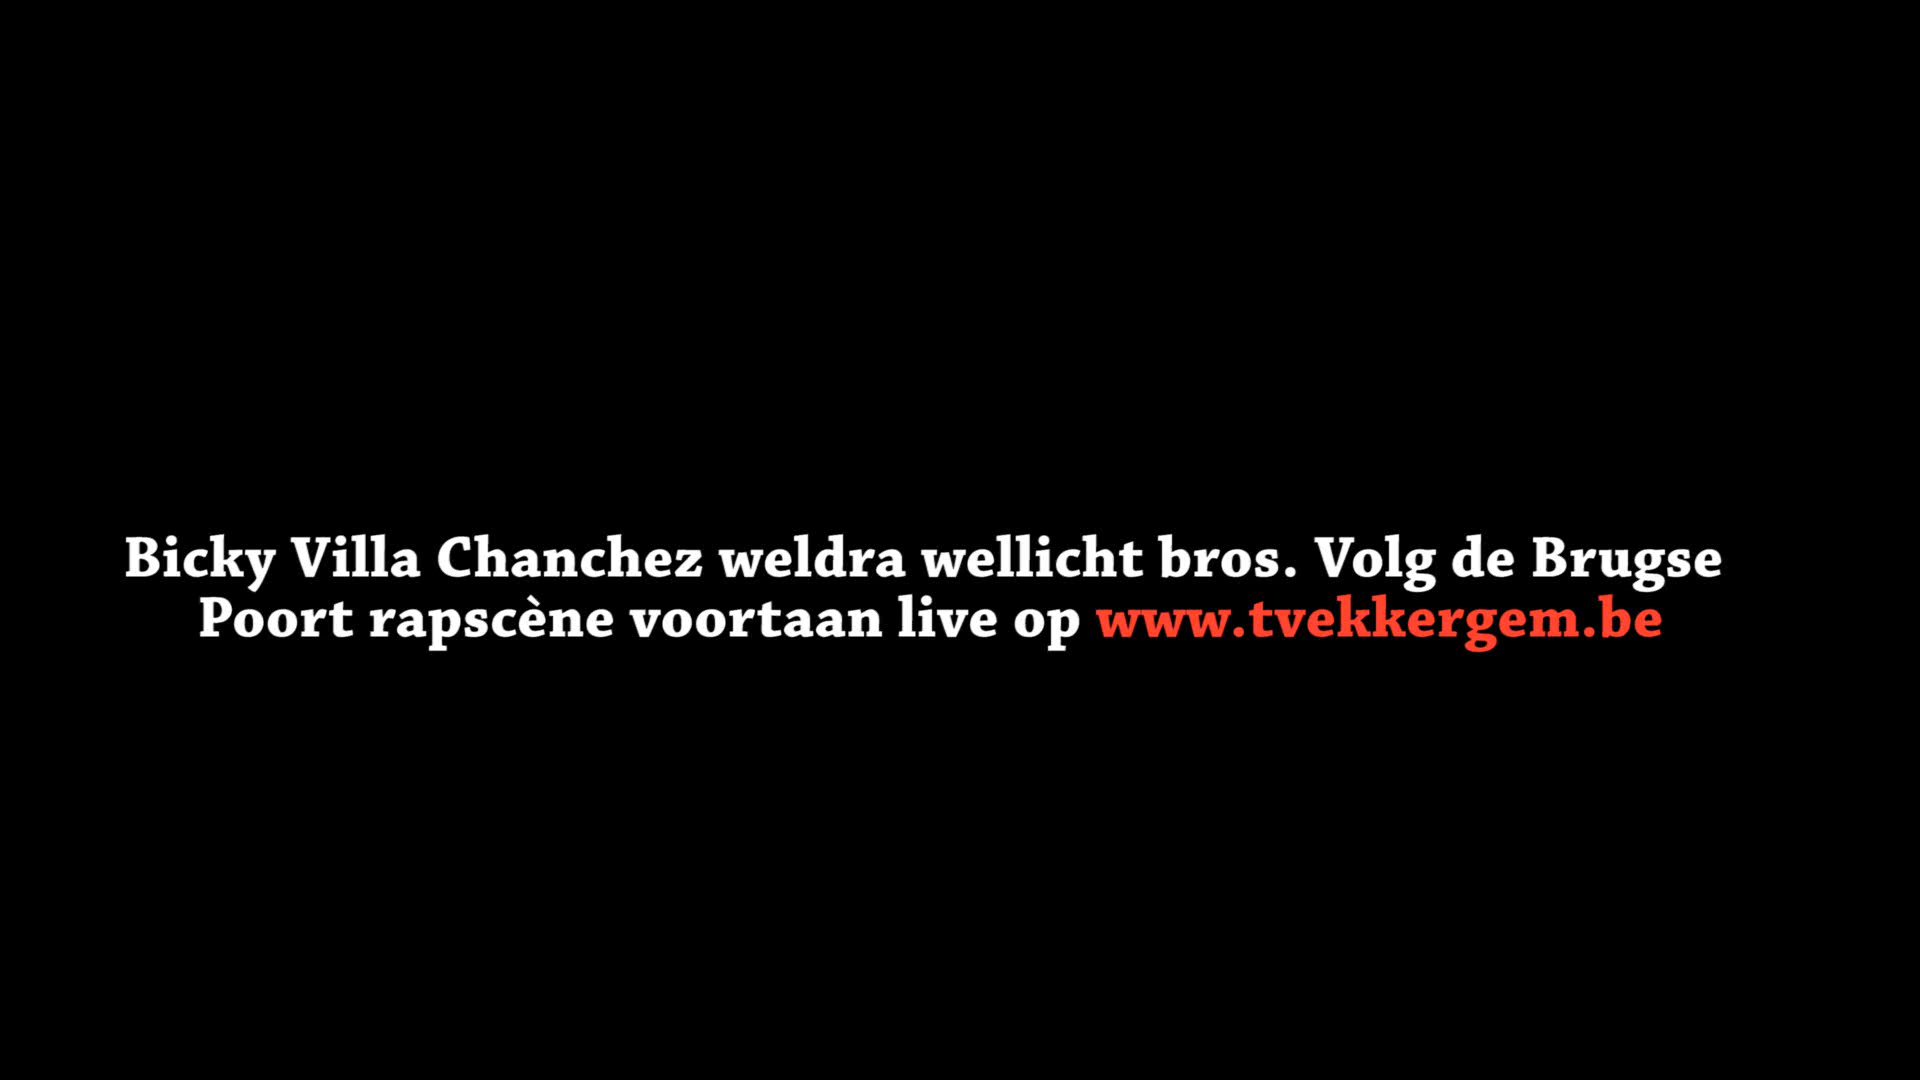 Bicky Villa Chanchez weldra wellicht bros. Volg de Brugse
Poort rapscène voortaan live op www.tvekkergem.be